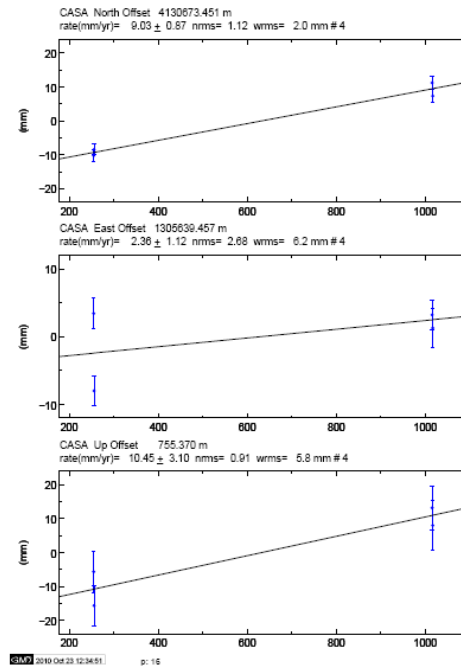 CASA North Offset 4130673.451 m
rate(mm/yr)= 9.03 ± 0.87 nrms= 1.12 wrms= 2.0 mm # 4
20
10
0
-10
-20
(mm)
200 400 600 800 1000
CASA East Offset 1305639.457 m
rate(mm/yr)= 2.36 ± 1.12 nrms= 2.68 wrms= 6.2 mm # 4
10
0
-10
(mm)
200 400 600 800 1000
CASA Up Offset 755.370 m
rate(mm/yr)= 10.45 ± 3.10 nrms= 0.91 wrms= 5.8 mm # 4
20
10
0
-10
-20
(mm)
200 400 600 800 1000
GMT 2010 Oct 23 12:34:51 p: 16